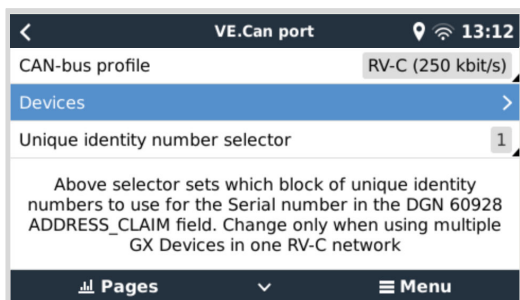 VE.Can port
13:12
CAN-bus profile
RV-C (250 kbit/s)
Devices
Unique identity number selector
1
Above selector sets which block of unique identity
numbers to use for the Serial number in the DGN 60928
ADDRESS_CLAIM field. Change only when using multiple
GX Devices in one RV-C network
Pages
Menu